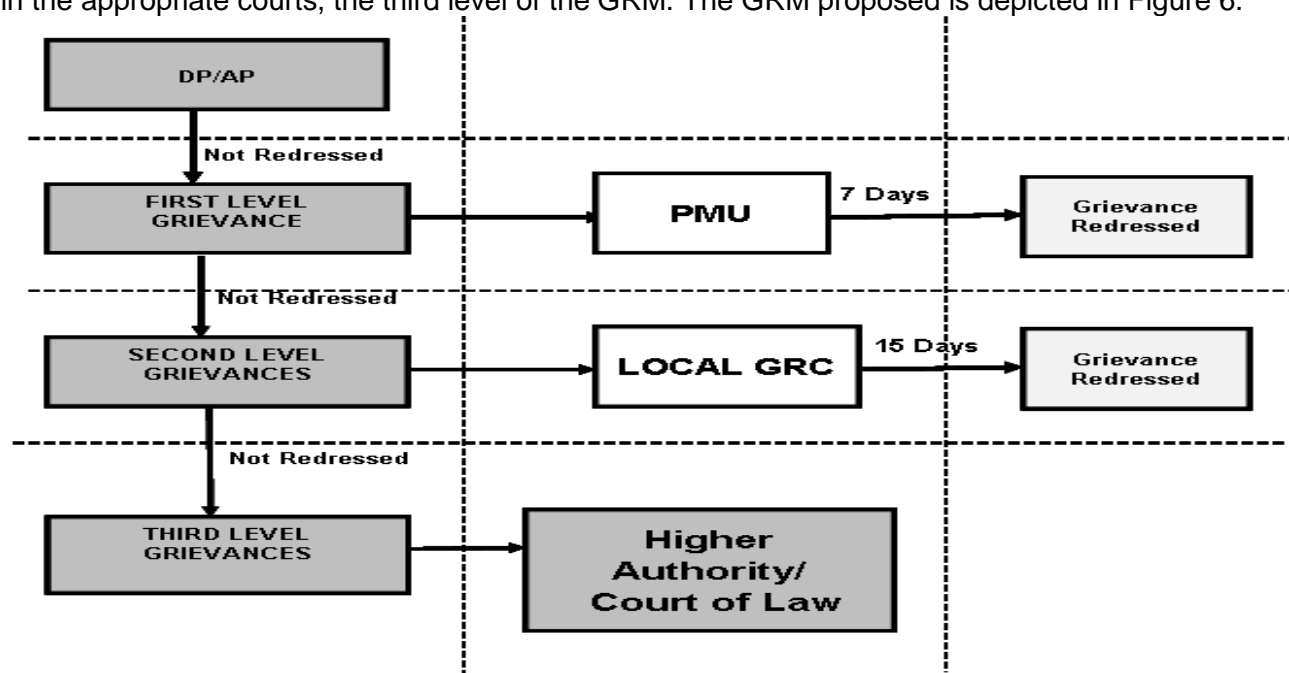 in the appropriate courts, the third level of the GRM. The GRM proposed is depicted in Figure 6.
DP/AP
Not Redressed
FIRST LEVEL
GRIEVANCE
PMU
7 Days
Grievance
Redressed
Not Redressed
SECOND LEVEL
GRIEVANCES
LOCAL GRC
15 Days
Grievance
Redressed
Not Redressed
THIRD LEVEL
GRIEVANCES
Higher
Authority/
Court of Law